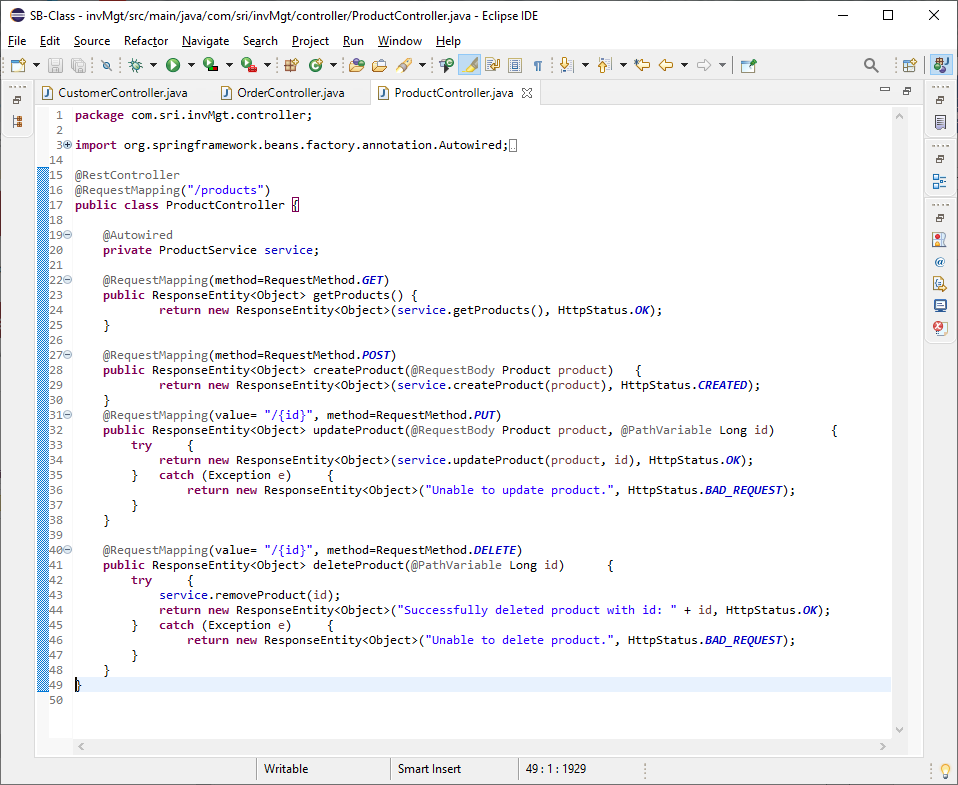 SB-Class - invMgt/src/main/java/com/sri/invMgt/controller/ProductController.java - Eclipse IDE
File Edit Source Refactor Navigate Search Project Run Window Help
CustomerController.java OrderController.java ProductController.java
1 package com.sri.invMgt.controller;
2
3 import org.springframework.beans.factory.annotation.Autowired;
14
15 @RestController
16 @RequestMapping("/products")
17 public class ProductController {
18
19 @Autowired
20 private ProductService service;
21
22 @RequestMapping(method=RequestMethod.GET)
23 public ResponseEntity<Object> getProducts() {
24 return new ResponseEntity<Object>(service.getProducts(), HttpStatus.OK);
25 }
26
27 @RequestMapping(method=RequestMethod.POST)
28 public ResponseEntity<Object> createProduct(@RequestBody Product product) {
29 return new ResponseEntity<Object>(service.createProduct(product), HttpStatus.CREATED);
30 }
31 @RequestMapping(value= "/{id}", method=RequestMethod.PUT)
32 public ResponseEntity<Object> updateProduct(@RequestBody Product product, @PathVariable Long id) {
33 try {
34 return new ResponseEntity<Object>(service.updateProduct(product, id), HttpStatus.OK);
35 } catch (Exception e) {
36 return new ResponseEntity<Object>("Unable to update product.", HttpStatus.BAD_REQUEST);
37 }
38 }
39
40 @RequestMapping(value= "/{id}", method=RequestMethod.DELETE)
41 public ResponseEntity<Object> deleteProduct(@PathVariable Long id) {
42 try {
43 service.removeProduct(id);
44 return new ResponseEntity<Object>("Successfully deleted product with id: " + id, HttpStatus.OK);
45 } catch (Exception e) {
46 return new ResponseEntity<Object>("Unable to delete product.", HttpStatus.BAD_REQUEST);
47 }
48 }
49 }
50
Writable Smart Insert 49 : 1 : 1929